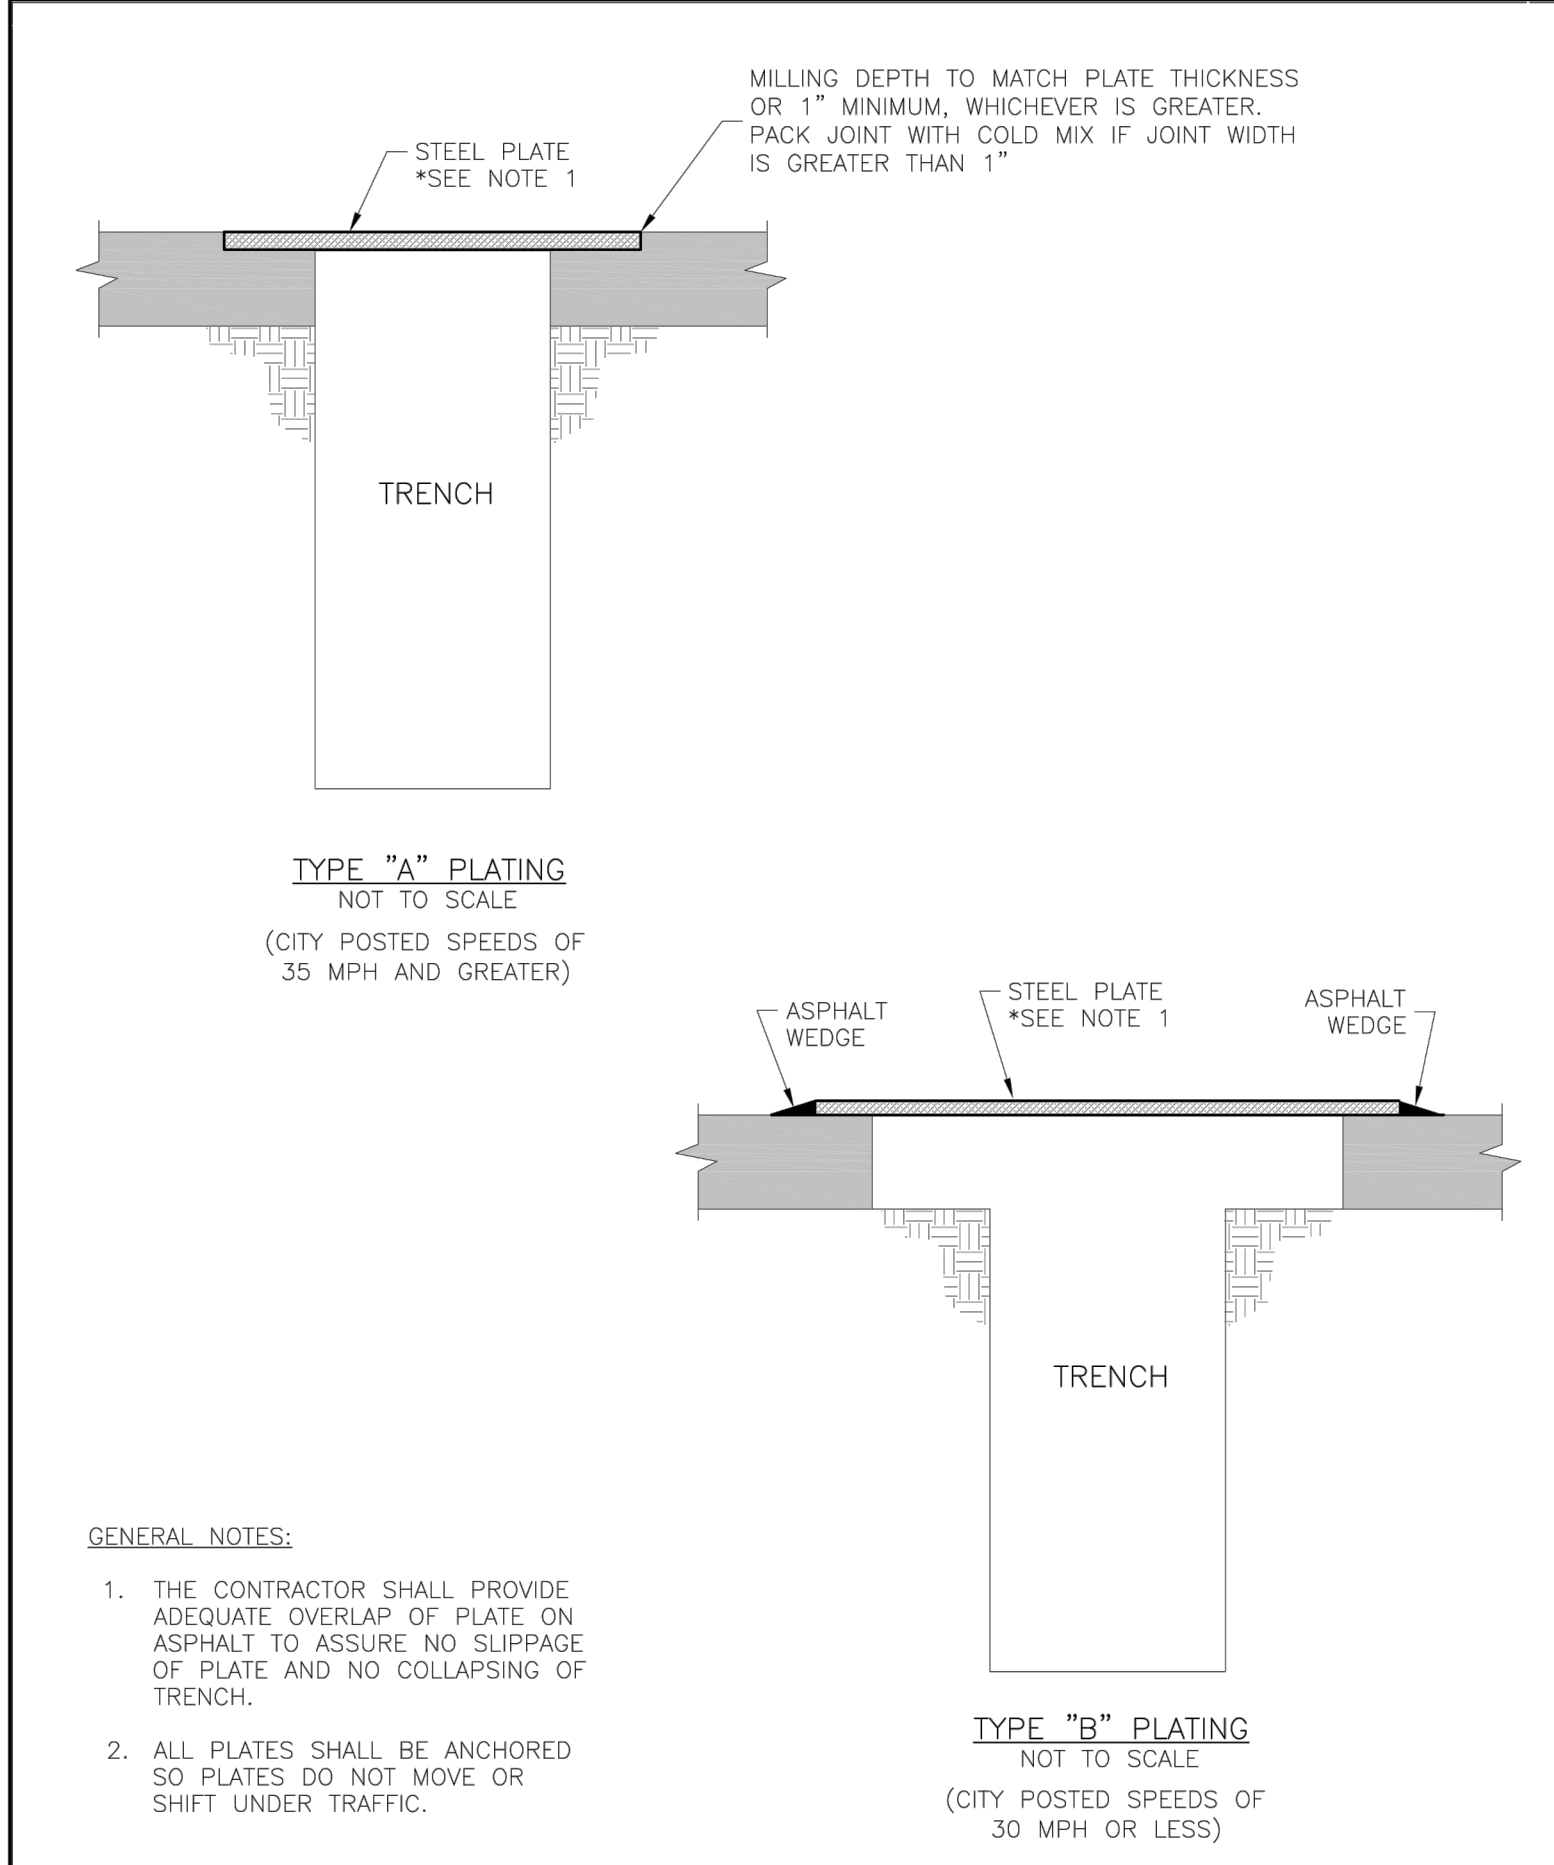 MILLING DEPTH TO MATCH PLATE THICKNESS
OR 1” MINIMUM, WHICHEVER IS GREATER.
PACK JOINT WITH COLD MIX IF JOINT WIDTH
IS GREATER THAN 1”
STEEL PLATE
*SEE NOTE 1
TRENCH
TYPE ”A” PLATING
NOT TO SCALE
(CITY POSTED SPEEDS OF
35 MPH AND GREATER)
ASPHALT
WEDGE
STEEL PLATE
*SEE NOTE 1
ASPHALT
WEDGE
TRENCH
TYPE ”B” PLATING
NOT TO SCALE
(CITY POSTED SPEEDS OF
30 MPH OR LESS)
GENERAL NOTES:
1. THE CONTRACTOR SHALL PROVIDE
ADEQUATE OVERLAP OF PLATE ON
ASPHALT TO ASSURE NO SLIPPAGE
OF PLATE AND NO COLLAPSING OF
TRENCH.
2. ALL PLATES SHALL BE ANCHORED
SO PLATES DO NOT MOVE OR
SHIFT UNDER TRAFFIC.